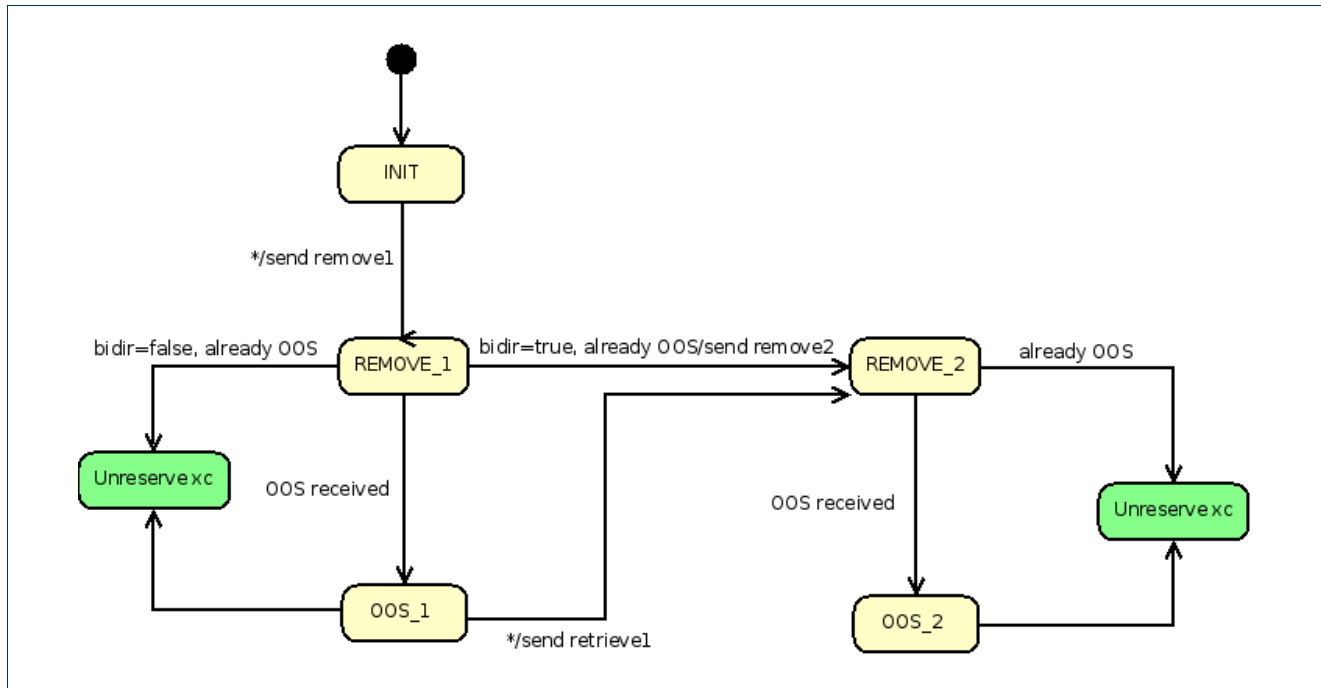 INIT
*/send remove1
bidir=false, already OOS
REMOVE_1
bidir=true, already OOS/send remove2
REMOVE_2
already OOS
Unreserve xc
OOS received
OOS received
Unreserve xc
OOS_1
*/send retrieve1
OOS_2